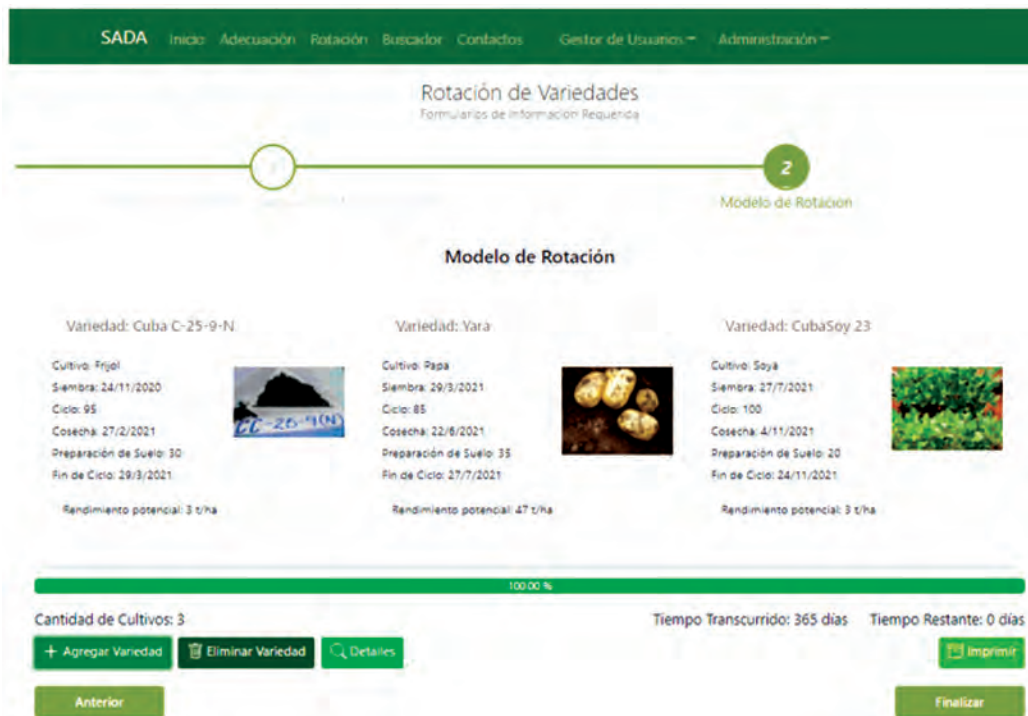 SADA Inicio Adecuación Rotación Buscador Contactos Gestor de Usuarios Administración
Rotación de Variedades
Formularios de Información Requerida
2
Modelo de Rotación
Modelo de Rotación
Variedad: Cuba C-25-9-N
Cultivo: Frijol
Siembra: 24/11/2020
Ciclo: 95
Cosecha: 27/2/2021
Preparación de Suelo: 30
Fin de Ciclo: 29/3/2021
Rendimiento potencial: 3 t/ha
CC-25-9(N)
Variedad: Yara
Cultivo: Papa
Siembra: 29/3/2021
Ciclo: 85
Cosecha: 22/6/2021
Preparación de Suelo: 35
Fin de Ciclo: 27/7/2021
Rendimiento potencial: 47 t/ha
Variedad: CubaSoy 23
Cultivo: Soya
Siembra: 27/7/2021
Ciclo: 100
Cosecha: 4/11/2021
Preparación de Suelo: 20
Fin de Ciclo: 24/11/2021
Rendimiento potencial: 3 t/ha
100.00 %
Cantidad de Cultivos: 3
Tiempo Transcurrido: 365 días Tiempo Restante: 0 días
+ Agregar Variedad Eliminar Variedad Detalles Imprimir
Anterior Finalizar